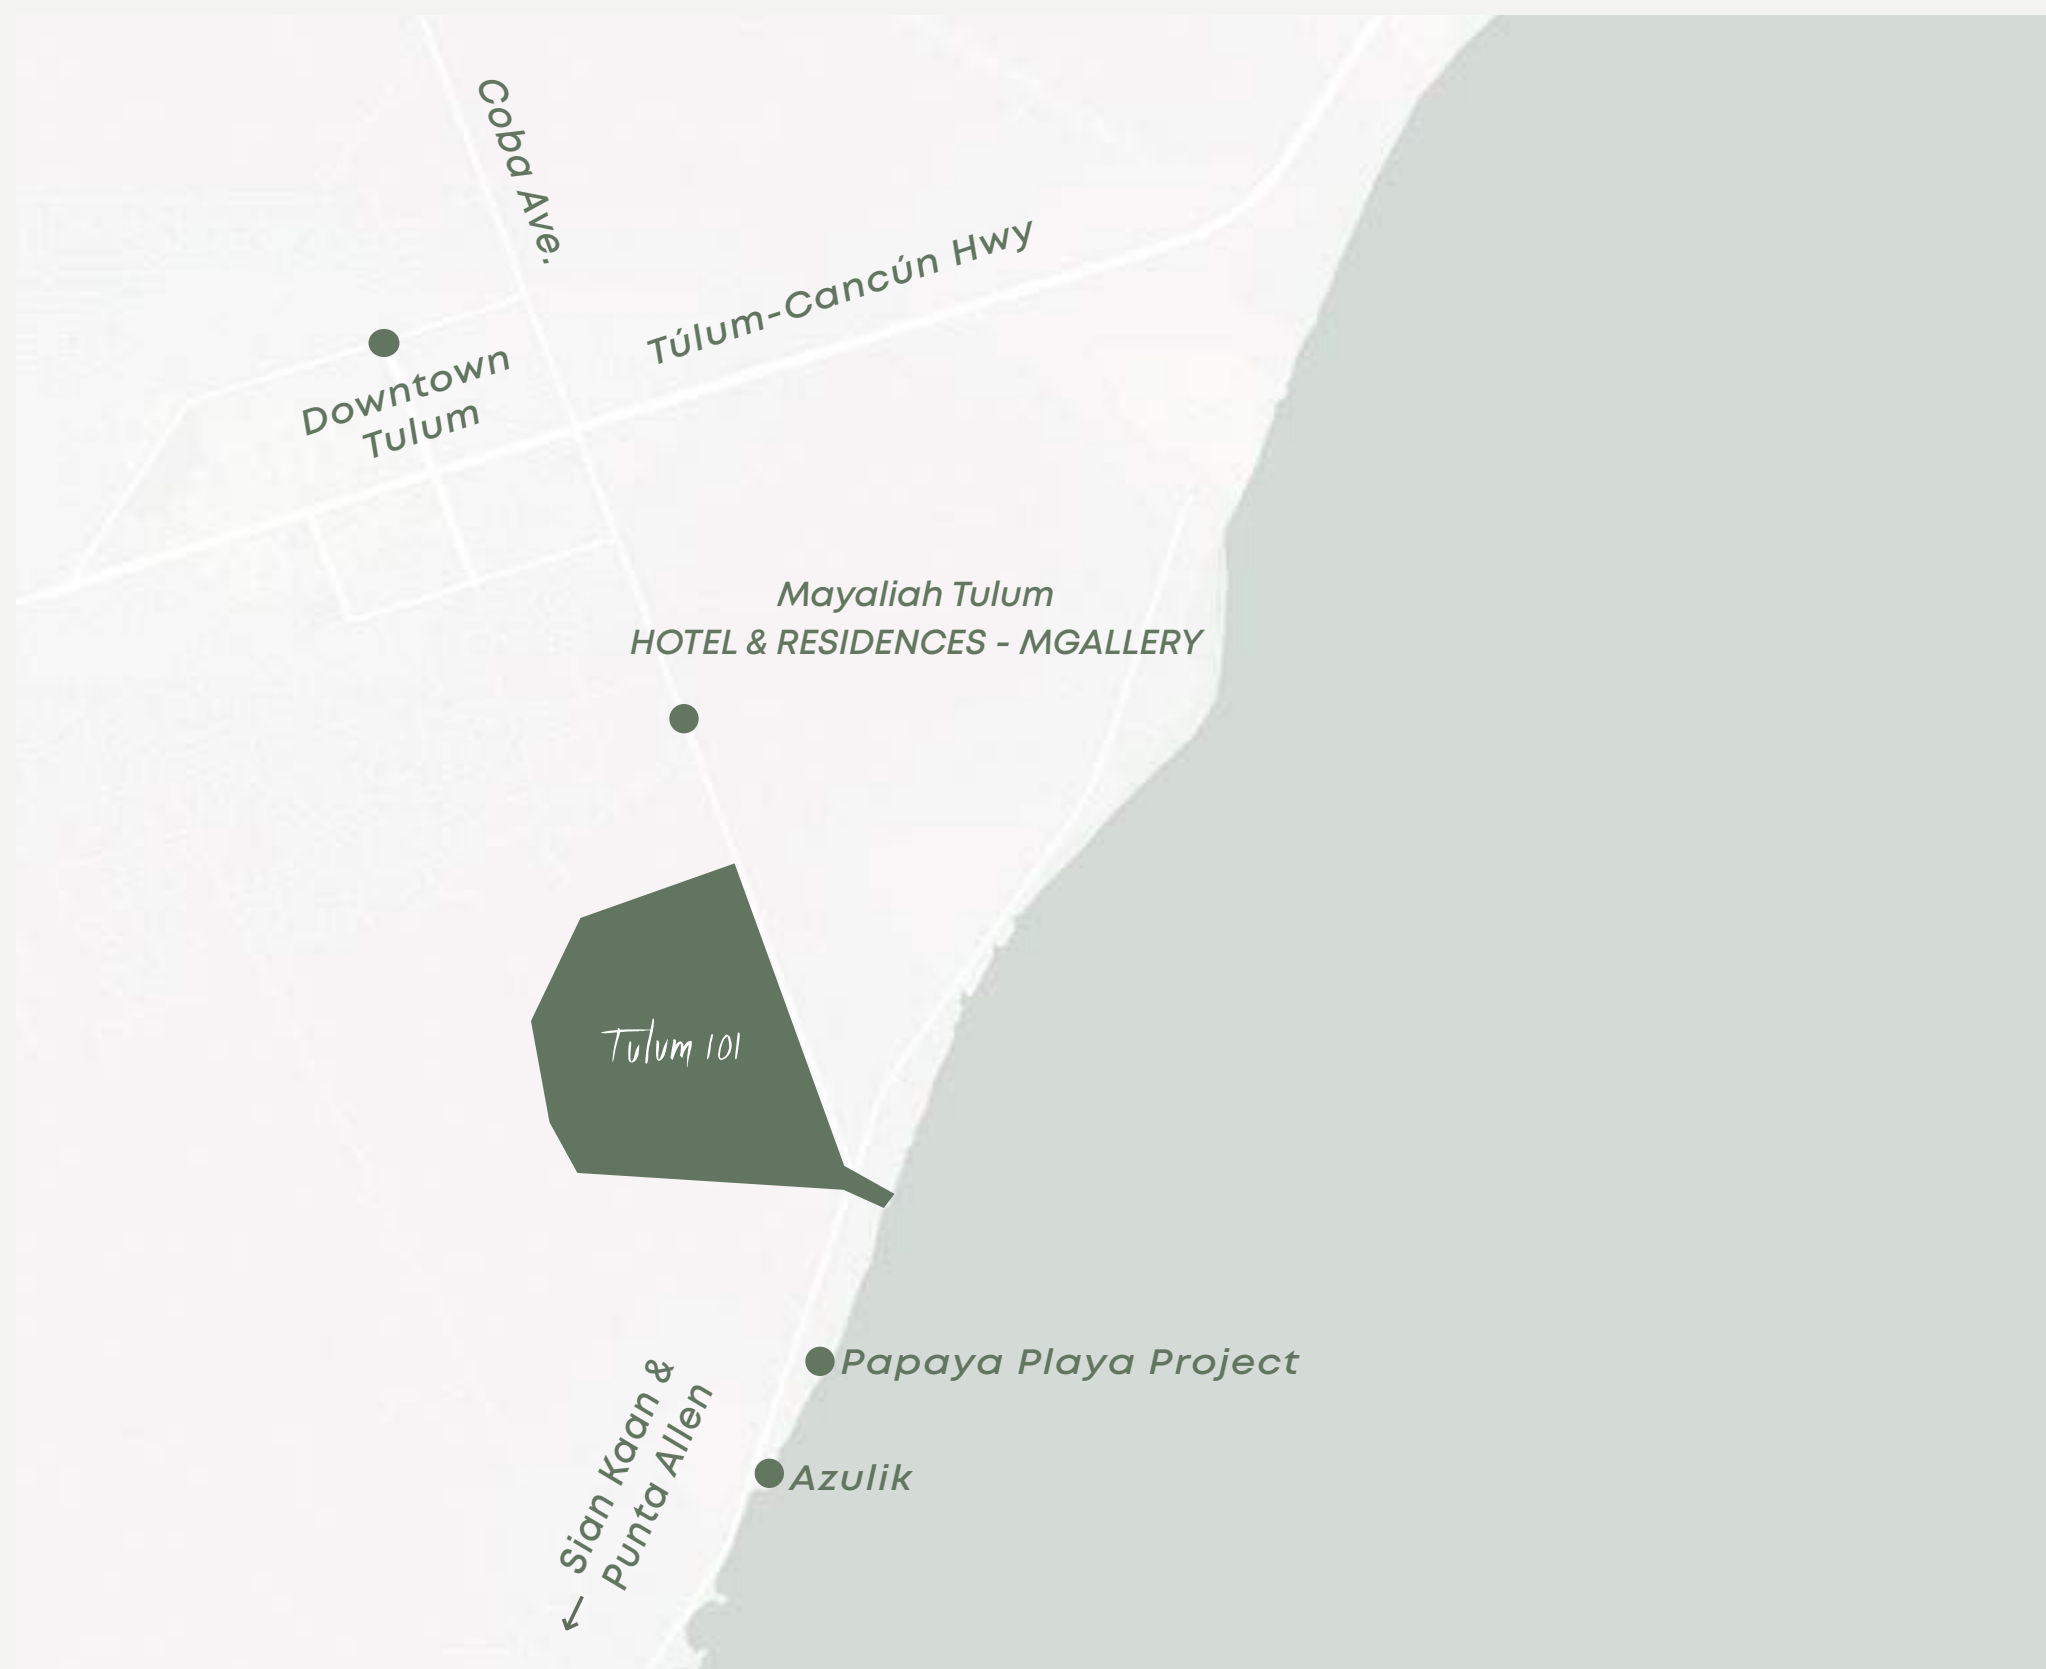 Coba Ave.
Túlum-Cancún Hwy
Downtown
Tulum
Mayaliah Tulum
HOTEL & RESIDENCES - MGALLERY
Tulum 101
Papaya Playa Project
Azulik
Sian Kaan &
Punta Allen
←